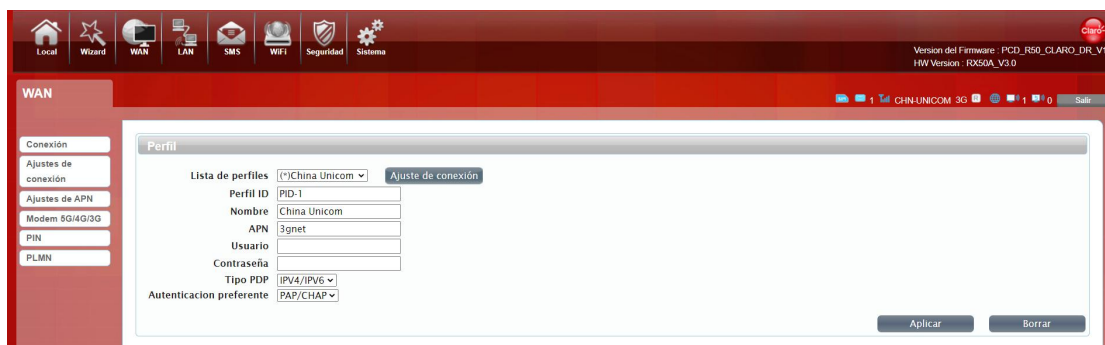 Local Wizard WAN LAN SMS WiFi Seguridad Sistema
Claro
Version del Firmware : PCD_R50_CLARO_DR_V1
HW Version : RX50A_V3.0
WAN
1 CHN-UNICOM 3G R 1 0 Salir
Conexión
Ajustes de
conexión
Ajustes de APN
Modem 5G/4G/3G
PIN
PLMN
Perfil
Lista de perfiles (*)China Unicom Ajuste de conexión
Perfil ID PID-1
Nombre China Unicom
APN 3gnet
Usuario
Contraseña
Tipo PDP IPV4/IPV6
Autenticacion preferente PAP/CHAP
Aplicar Borrar